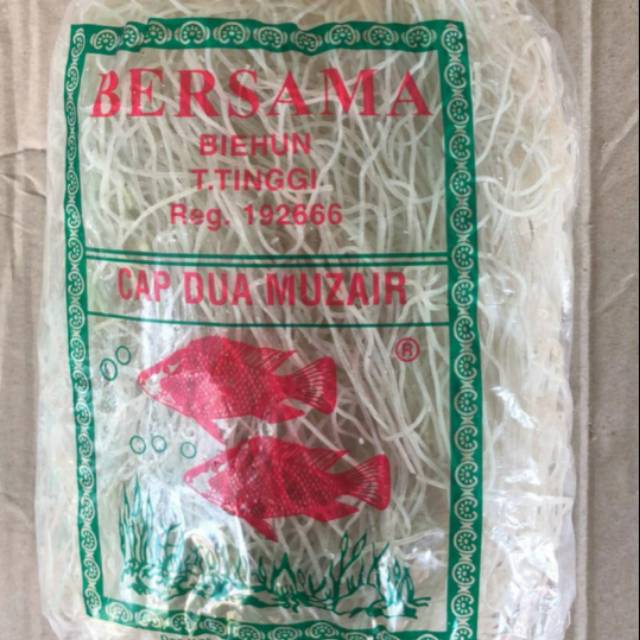 BERSAMA
BIEHUN
T.TINGGI
Reg. 192666
CAP DUA MUZAIR
®